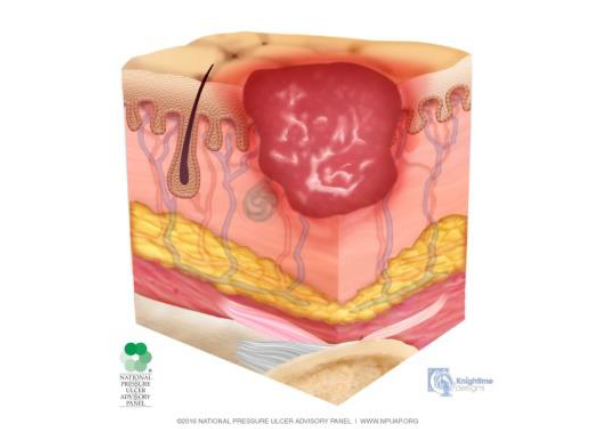 NATIONAL
PRESSURE
ULCER
ADVISORY
PANEL
Knightime
Designs
©2016 NATIONAL PRESSURE ULCER ADVISORY PANEL | WWW.NPUAP.ORG